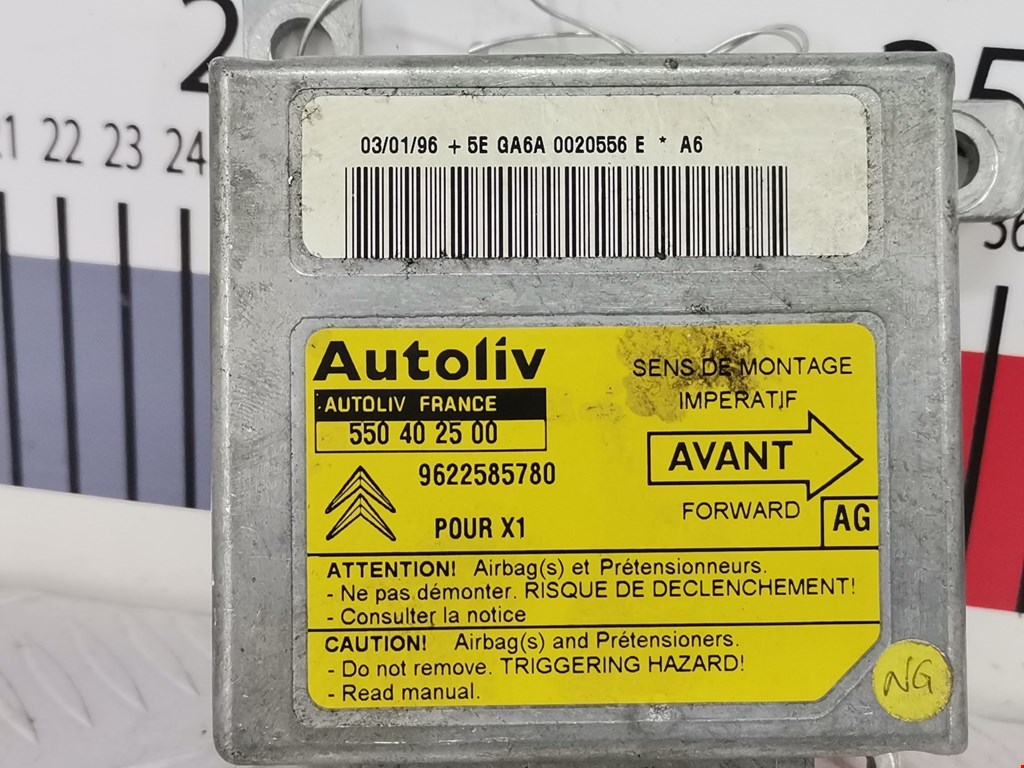 2
21 22 23 24
25
36
03/01/96 + 5E GA6A 0020556 E * A6
Autoliv
AUTOLIV FRANCE
550 40 25 00
9622585780
POUR X1
SENS DE MONTAGE
IMPERATIF
AVANT
FORWARD
AG
ATTENTION! Airbag(s) et Prétensionneurs.
- Ne pas démonter. RISQUE DE DECLENCHEMENT!
- Consulter la notice
CAUTION! Airbag(s) and Prétensioners.
- Do not remove. TRIGGERING HAZARD!
- Read manual.
NG